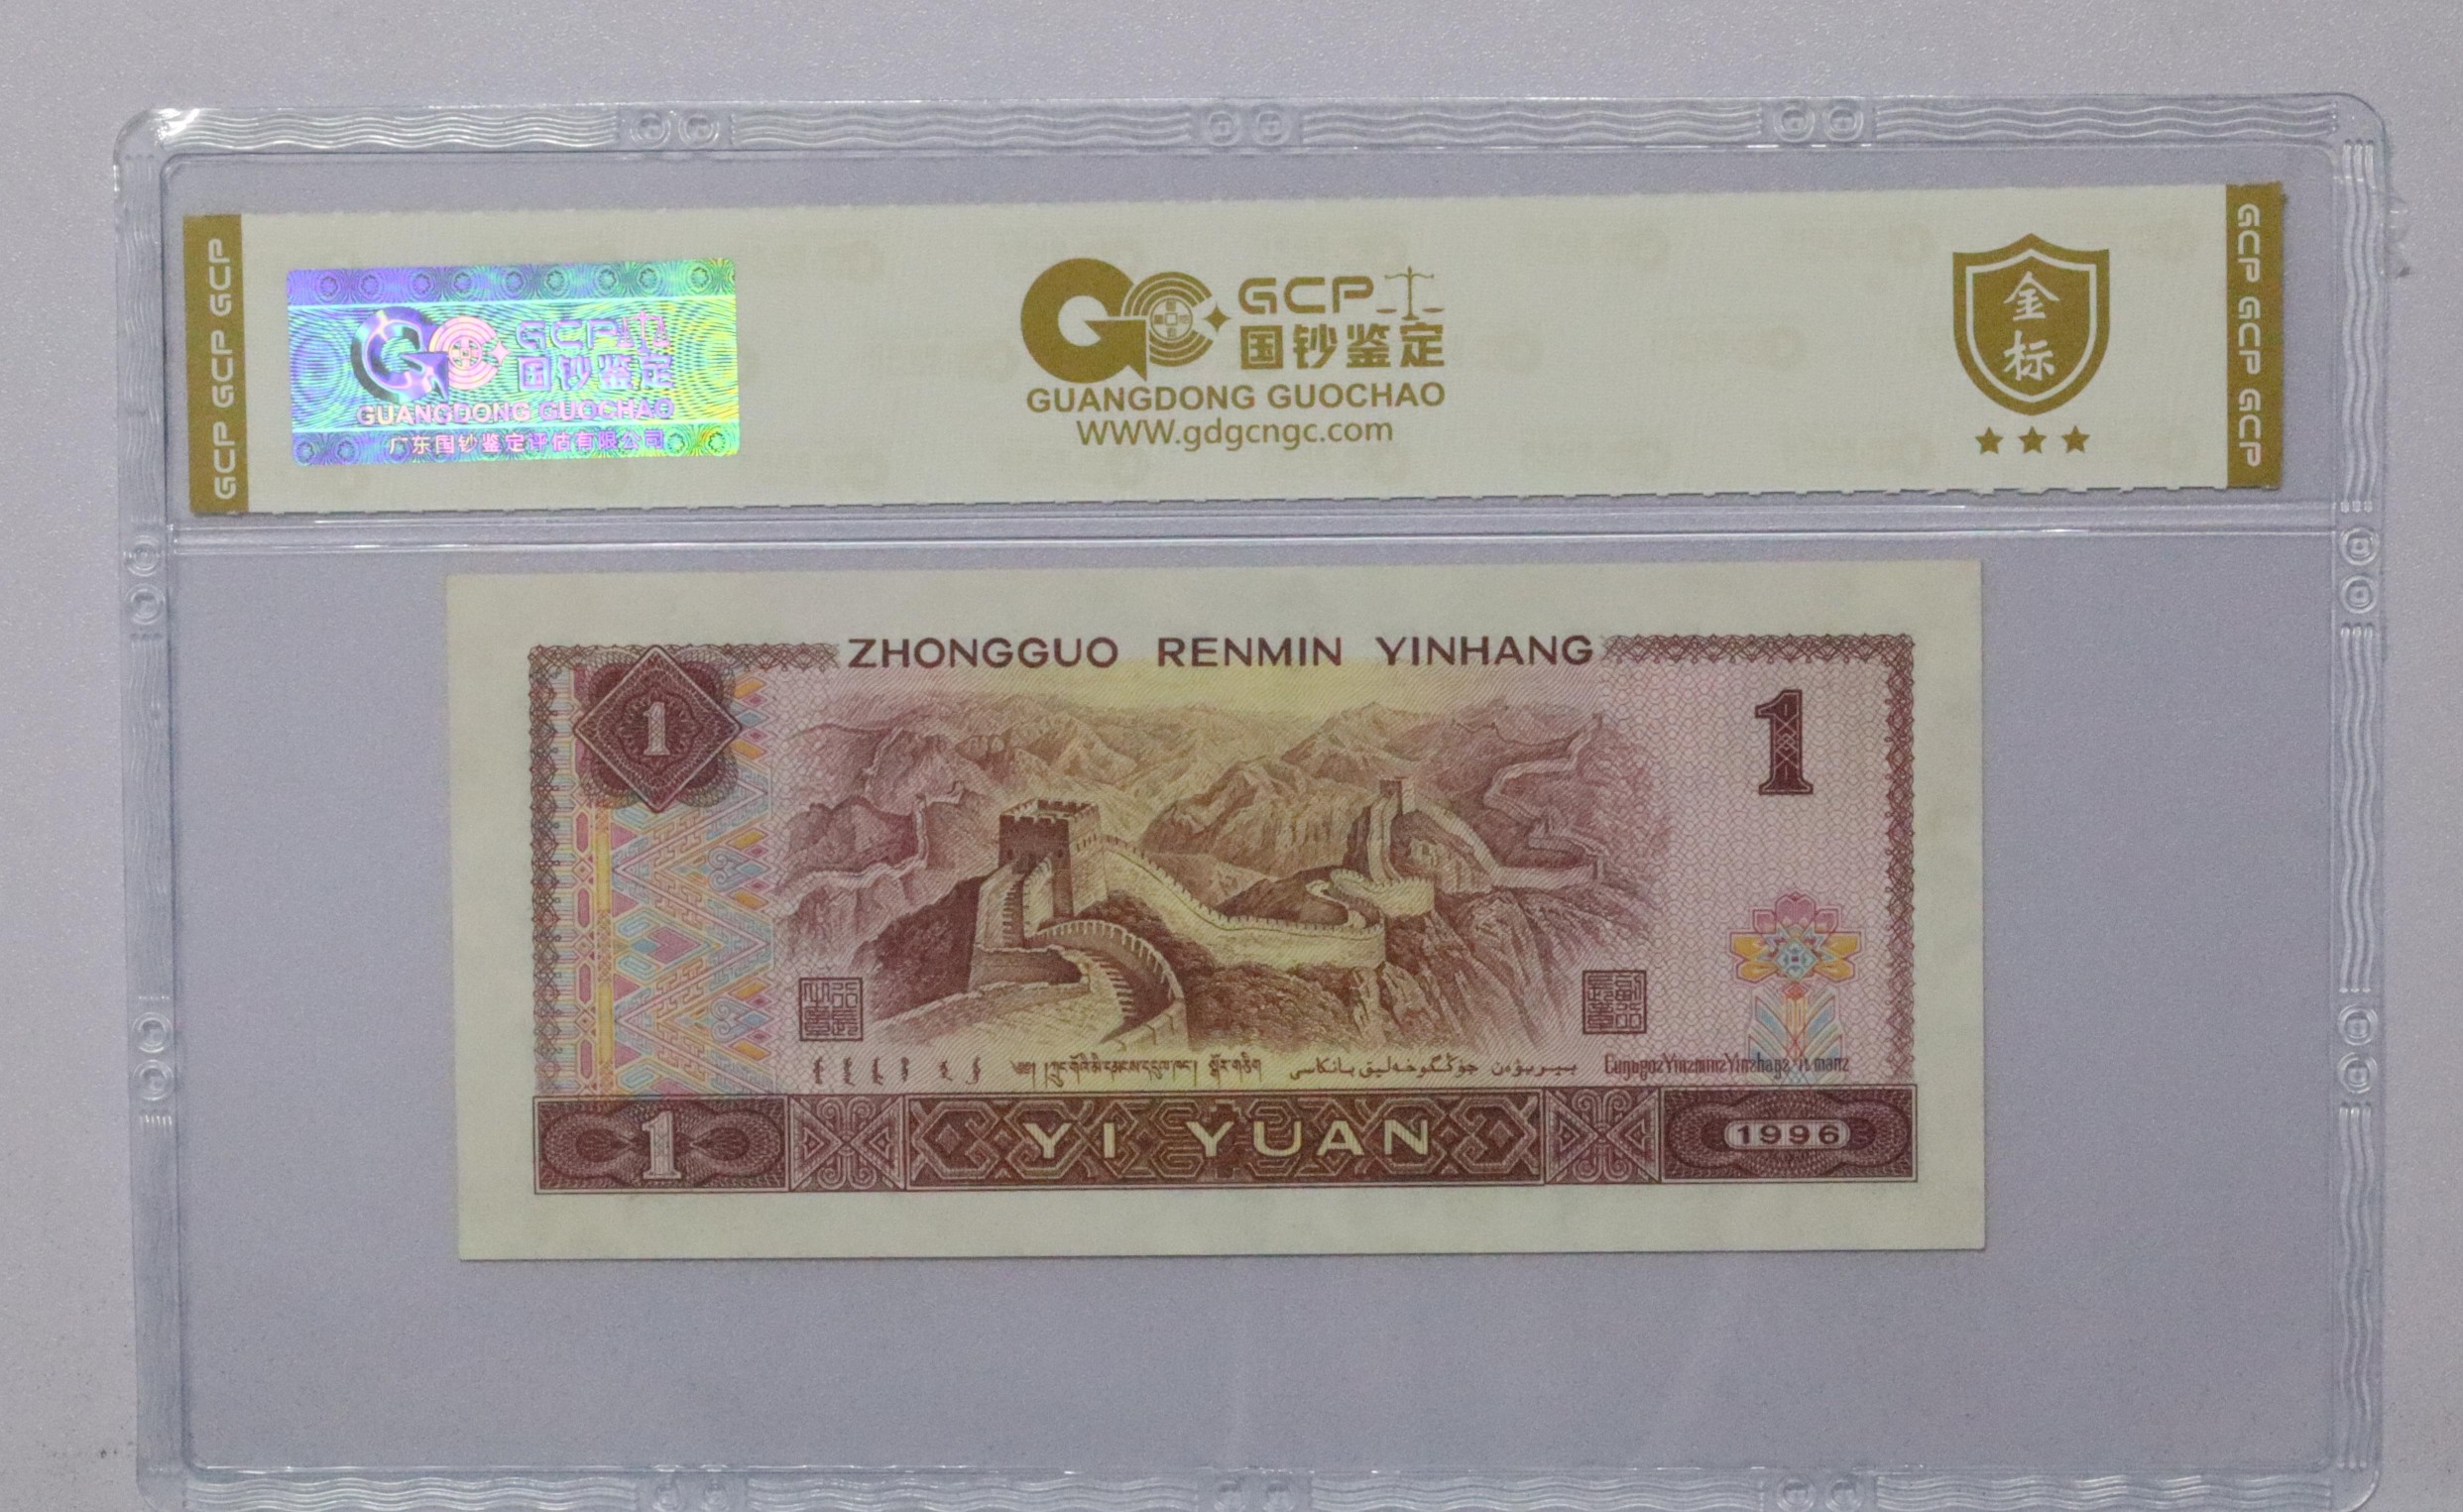 GCP GCP GCP
GCP
国钞鉴定
GUANGDONG GUOCHAO
广东国钞鉴定评估有限公司
GCP
国钞鉴定
GUANGDONG GUOCHAO
WWW.gdgcngc.com
金
标
GCP GCP GCP
ZHONGGUO RENMIN YINHANG
1
1
1
YI YUAN
1996